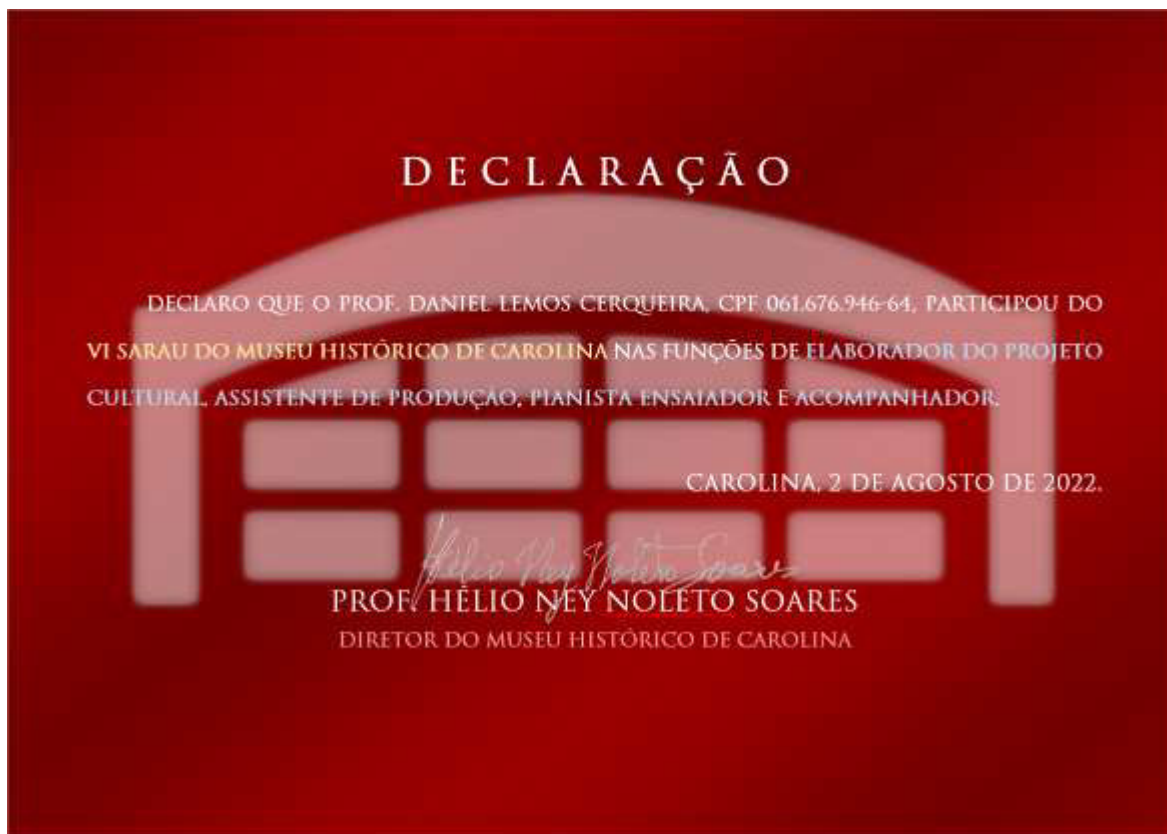 DECLARAÇÃO
DECLARO QUE O PROF. DANIEL LEMOS CERQUEIRA, CPF 061.676.946-64, PARTICIPOU DO
VI SARAU DO MUSEU HISTÓRICO DE CAROLINA NAS FUNÇÕES DE ELABORADOR DO PROJETO
CULTURAL, ASSISTENTE DE PRODUÇÃO, PIANISTA ENSAIADOR E ACOMPANHADOR.
CAROLINA, 2 DE AGOSTO DE 2022.
Hélio Ney Noleto Soares
PROF. HÉLIO NEY NOLETO SOARES
DIRETOR DO MUSEU HISTÓRICO DE CAROLINA